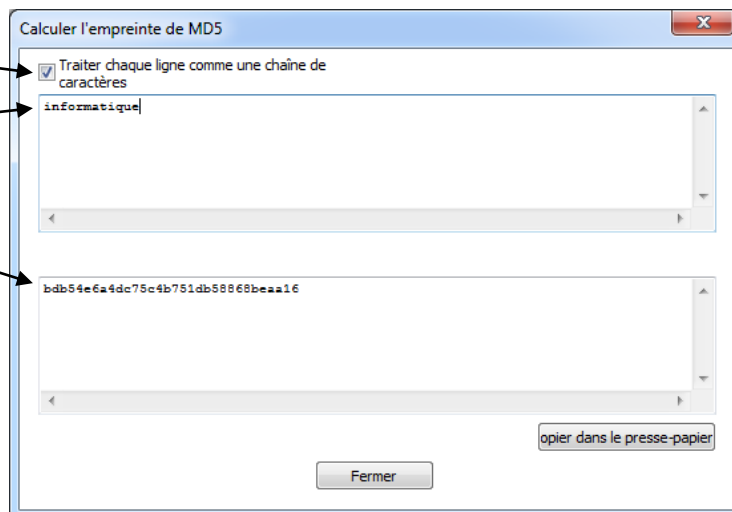 Calculer l'empreinte de MD5
Traiter chaque ligne comme une chaîne de
caractères
informatique
bdb54e6a4dc75c4b751db58868beaa16
opier dans le presse-papier
Fermer